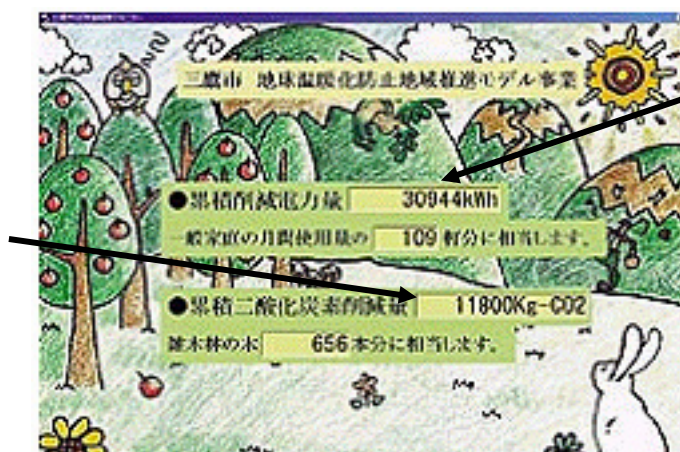 三鷹市 地球温暖化防止地域推進モデル事業
●累積削減電力量 30944kWh
一般家庭の月間使用量の 109 軒分に相当します。
●累積二酸化炭素削減量 11800Kg-CO2
雑木林の木 656 本分に相当します。